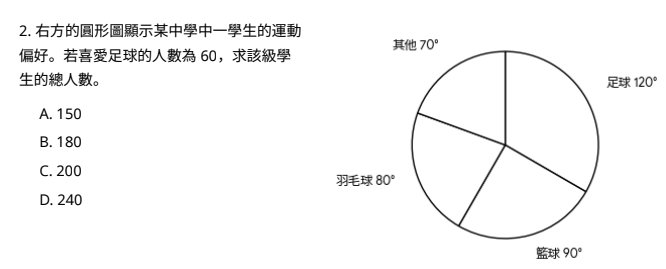 2. 右方的圓形圖顯示某中學中一學生的運動
偏好。若喜愛足球的人數為 60，求該級學
生的總人數。
A. 150
B. 180
C. 200
D. 240
其他 70°
足球 120°
羽毛球 80°
籃球 90°